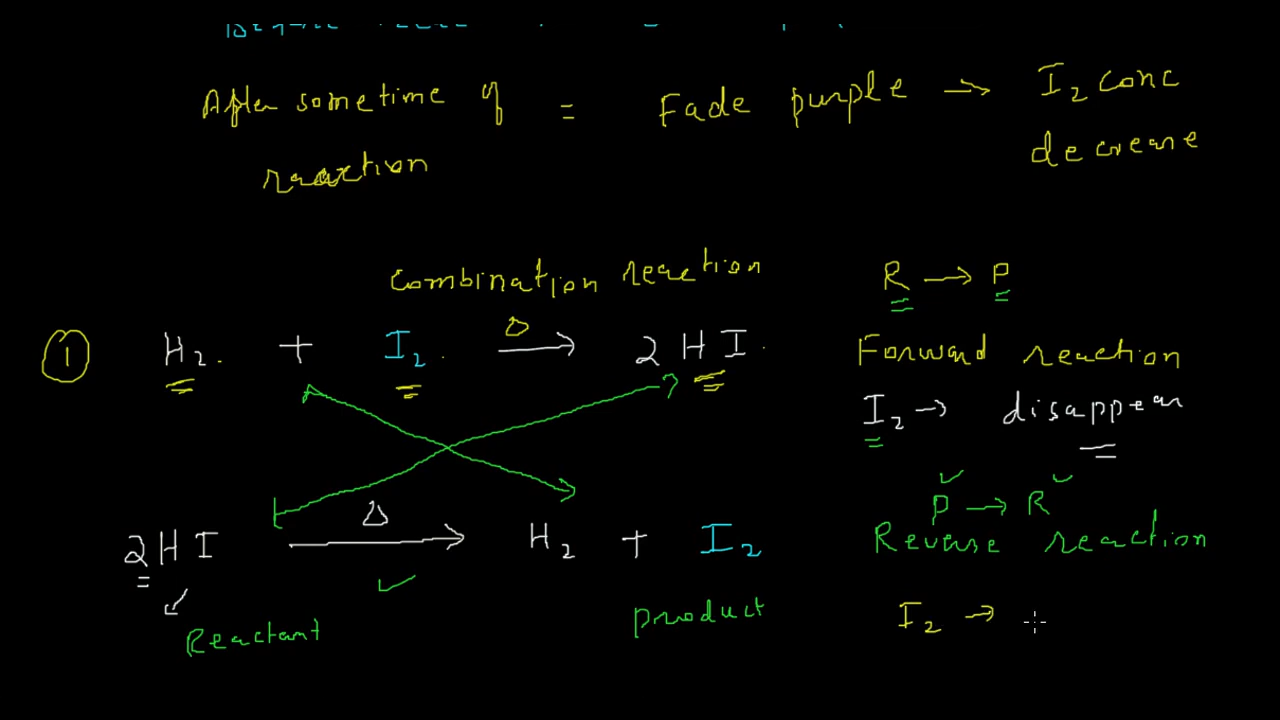 After sometime of = Fade purple → I₂ conc
reaction decrease
Combination reaction
R → P
① H₂ + I₂ Δ→ 2HI
Forward reaction
I₂ → disappear
P → R
2HI Δ→ H₂ + I₂
Reverse reaction
Reactant product
I₂ →